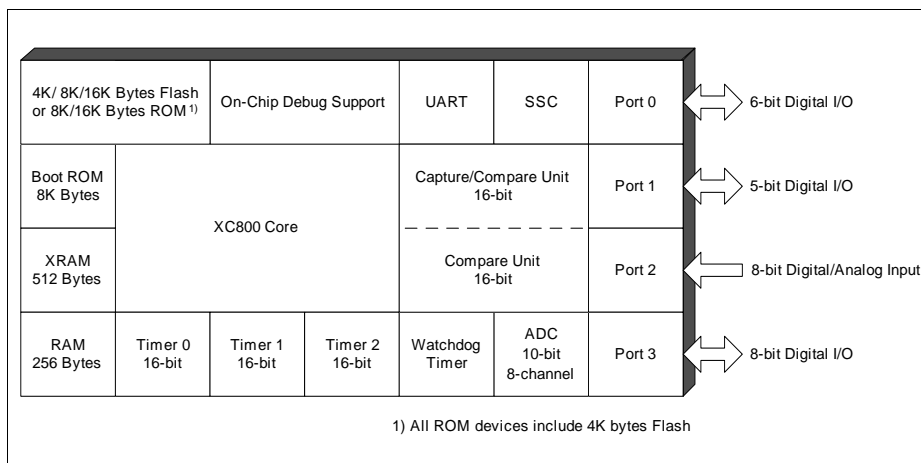 4K/ 8K/16K Bytes Flash
or 8K/16K Bytes ROM1)
On-Chip Debug Support
UART
SSC
Port 0
6-bit Digital I/O
Boot ROM
8K Bytes
XC800 Core
Capture/Compare Unit
16-bit
Port 1
5-bit Digital I/O
XRAM
512 Bytes
Compare Unit
16-bit
Port 2
8-bit Digital/Analog Input
RAM
256 Bytes
Timer 0
16-bit
Timer 1
16-bit
Timer 2
16-bit
Watchdog
Timer
ADC
10-bit
8-channel
Port 3
8-bit Digital I/O
1) All ROM devices include 4K bytes Flash